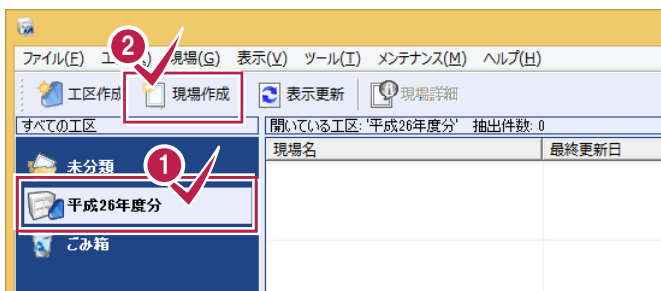 ファイル(F) 現場(G) 表示(V) ツール(T) メンテナンス(M) ヘルプ(H)
2
工区作成 現場作成 表示更新 現場詳細
すべての工区 開いている工区: '平成26年度分' 抽出件数: 0
現場名 最終更新日
未分類
1
平成26年度分
ごみ箱